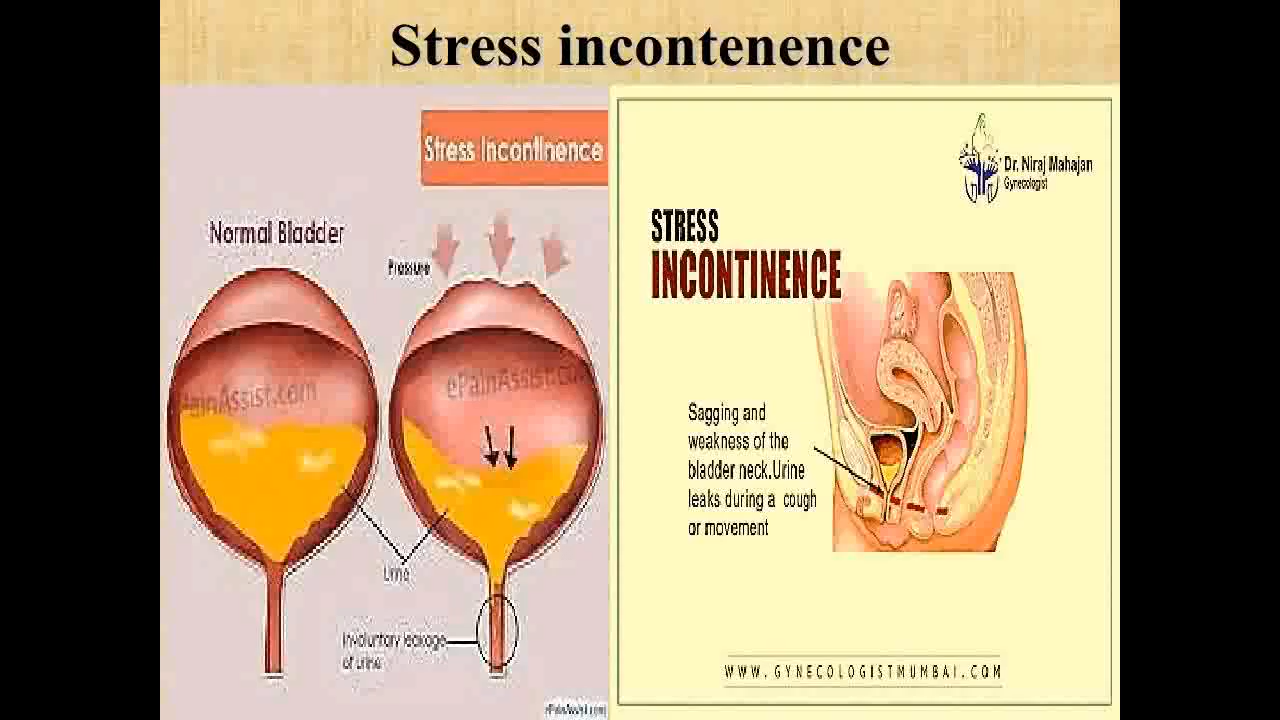 Stress incontenence
Stress Incontinence
Normal Bladder
Pressure
PainAssist.com
ePainAssist.co
Urine
Involuntary leakage
of urine
ePainAssist.com
Dr. Niraj Mahajan
Gynecologist
STRESS
INCONTINENCE
Sagging and
weakness of the
bladder neck.Urine
leaks during a cough
or movement
WWW.GYNECOLOGISTMUMBAI.COM